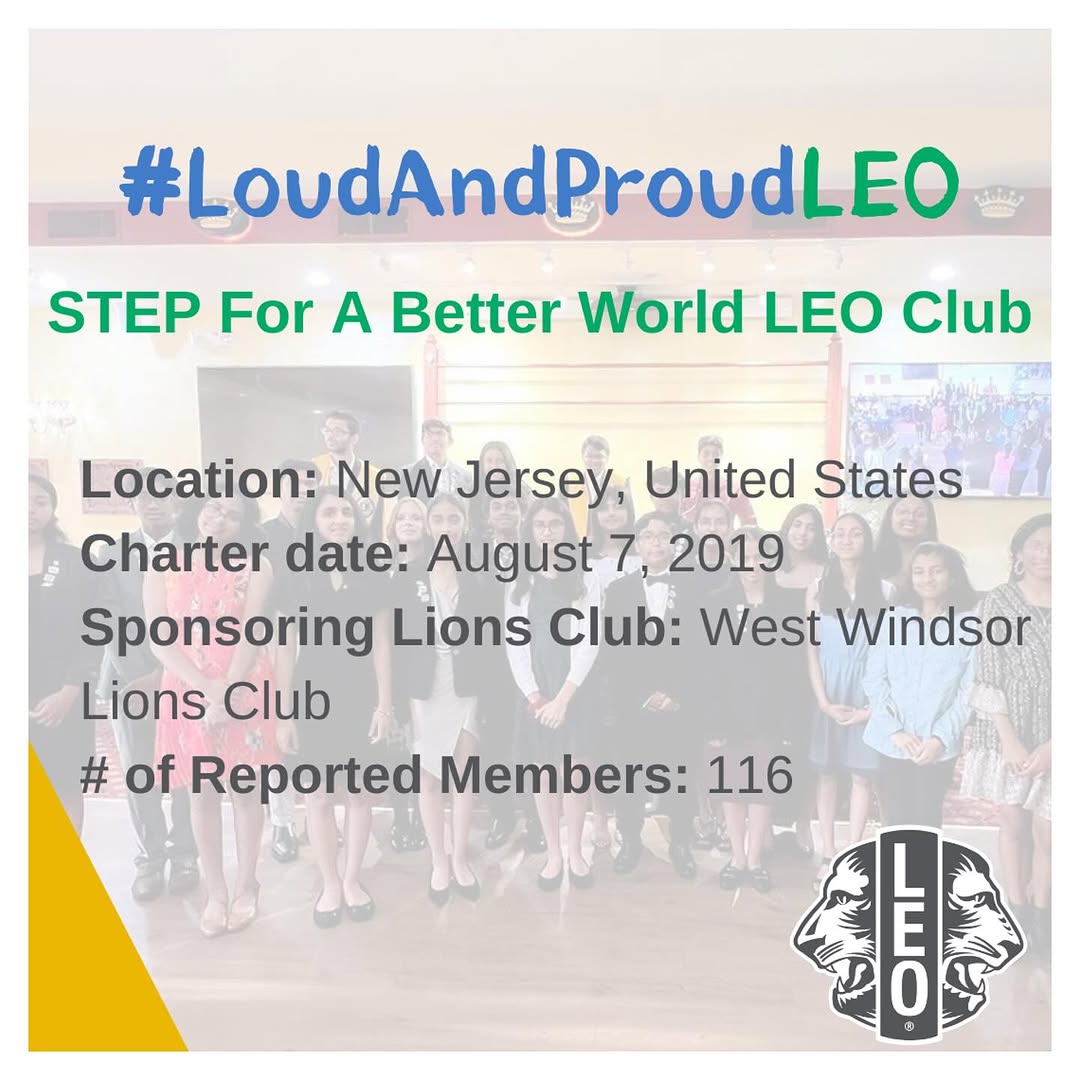 #LoudAndProudLEO
STEP For A Better World LEO Club
Location: New Jersey, United States
Charter date: August 7, 2019
Sponsoring Lions Club: West Windsor
Lions Club
# of Reported Members: 116
LEO
®